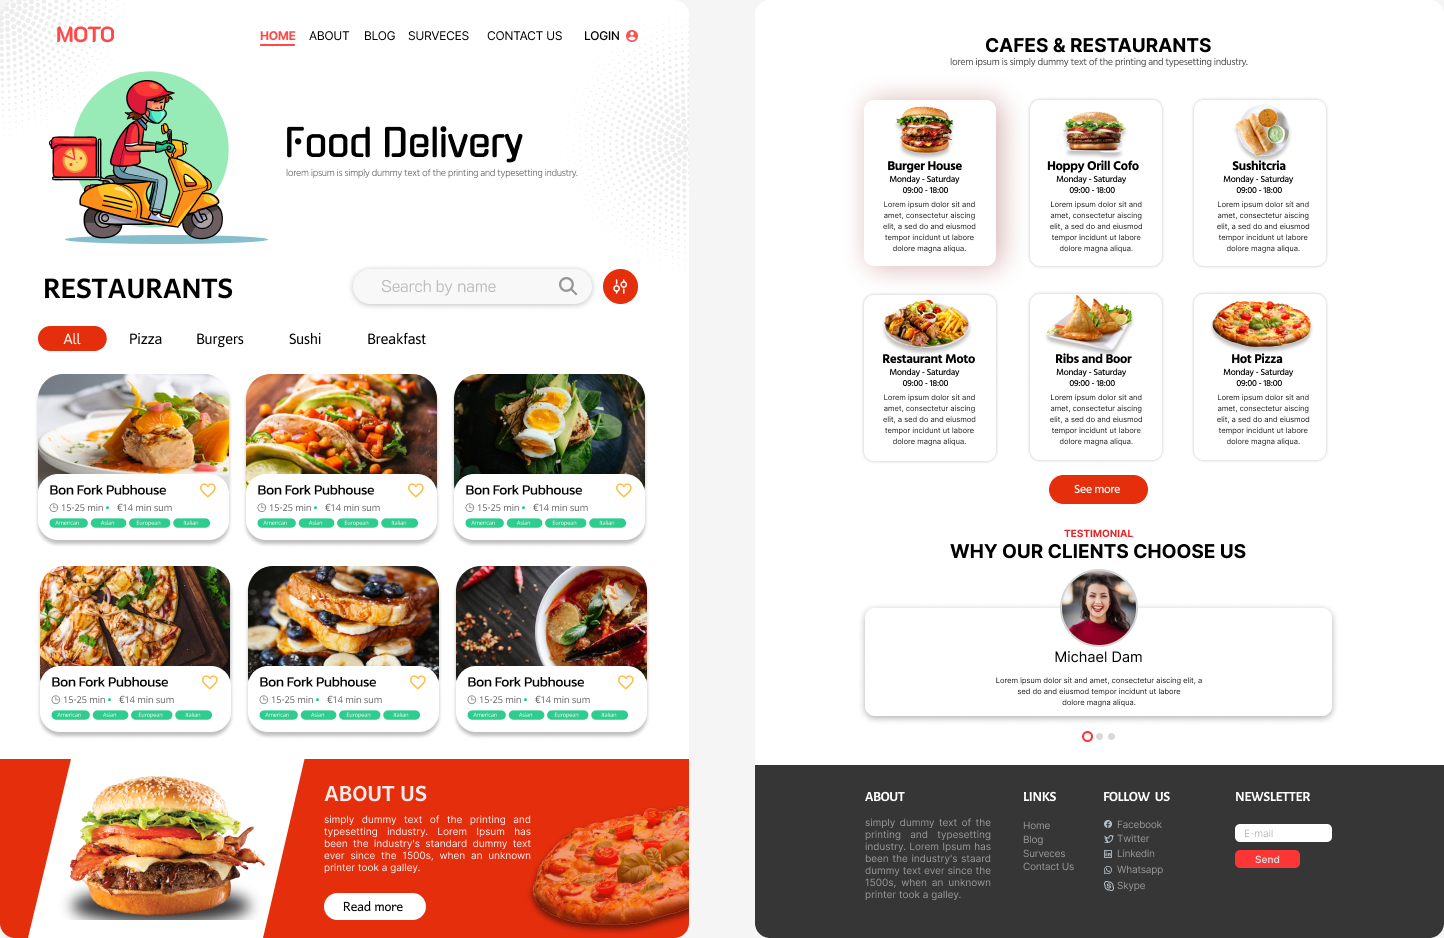 MOTO
HOME ABOUT BLOG SURVECES CONTACT US LOGIN
Food Delivery
lorem ipsum is simply dummy text of the printing and typesetting industry.
RESTAURANTS
Search by name
All Pizza Burgers Sushi Breakfast
Bon Fork Pubhouse
15-25 min • €14 min sum
American Asian European Italian
Bon Fork Pubhouse
15-25 min • €14 min sum
American Asian European Italian
Bon Fork Pubhouse
15-25 min • €14 min sum
American Asian European Italian
Bon Fork Pubhouse
15-25 min • €14 min sum
American Asian European Italian
Bon Fork Pubhouse
15-25 min • €14 min sum
American Asian European Italian
Bon Fork Pubhouse
15-25 min • €14 min sum
American Asian European Italian
ABOUT US
simply dummy text of the printing and
typesetting industry. Lorem Ipsum has
been the industry's standard dummy text
ever since the 1500s, when an unknown
printer took a galley.
Read more
CAFES & RESTAURANTS
lorem ipsum is simply dummy text of the printing and typesetting industry.
Burger House
Monday - Saturday
09:00 - 18:00
Lorem ipsum dolor sit and
amet, consectetur aiscing
elit, a sed do and eiusmod
tempor incidunt ut labore
dolore magna aliqua.
Hoppy Orill Cofo
Monday - Saturday
09:00 - 18:00
Lorem ipsum dolor sit and
amet, consectetur aiscing
elit, a sed do and eiusmod
tempor incidunt ut labore
dolore magna aliqua.
Sushitcria
Monday - Saturday
09:00 - 18:00
Lorem ipsum dolor sit and
amet, consectetur aiscing
elit, a sed do and eiusmod
tempor incidunt ut labore
dolore magna aliqua.
Restaurant Moto
Monday - Saturday
09:00 - 18:00
Lorem ipsum dolor sit and
amet, consectetur aiscing
elit, a sed do and eiusmod
tempor incidunt ut labore
dolore magna aliqua.
Ribs and Boor
Monday - Saturday
09:00 - 18:00
Lorem ipsum dolor sit and
amet, consectetur aiscing
elit, a sed do and eiusmod
tempor incidunt ut labore
dolore magna aliqua.
Hot Pizza
Monday - Saturday
09:00 - 18:00
Lorem ipsum dolor sit and
amet, consectetur aiscing
elit, a sed do and eiusmod
tempor incidunt ut labore
dolore magna aliqua.
See more
TESTIMONIAL
WHY OUR CLIENTS CHOOSE US
Michael Dam
Lorem ipsum dolor sit and amet, consectetur aiscing elit, a
sed do and eiusmod tempor incidunt ut labore
dolore magna aliqua.
ABOUT
simply dummy text of the
printing and typesetting
industry. Lorem Ipsum has
been the industry's staard
dummy text ever since the
1500s, when an unknown
printer took a galley.
LINKS
Home
Blog
Surveces
Contact Us
FOLLOW US
Facebook
Twitter
Linkedin
Whatsapp
Skype
NEWSLETTER
E-mail
Send